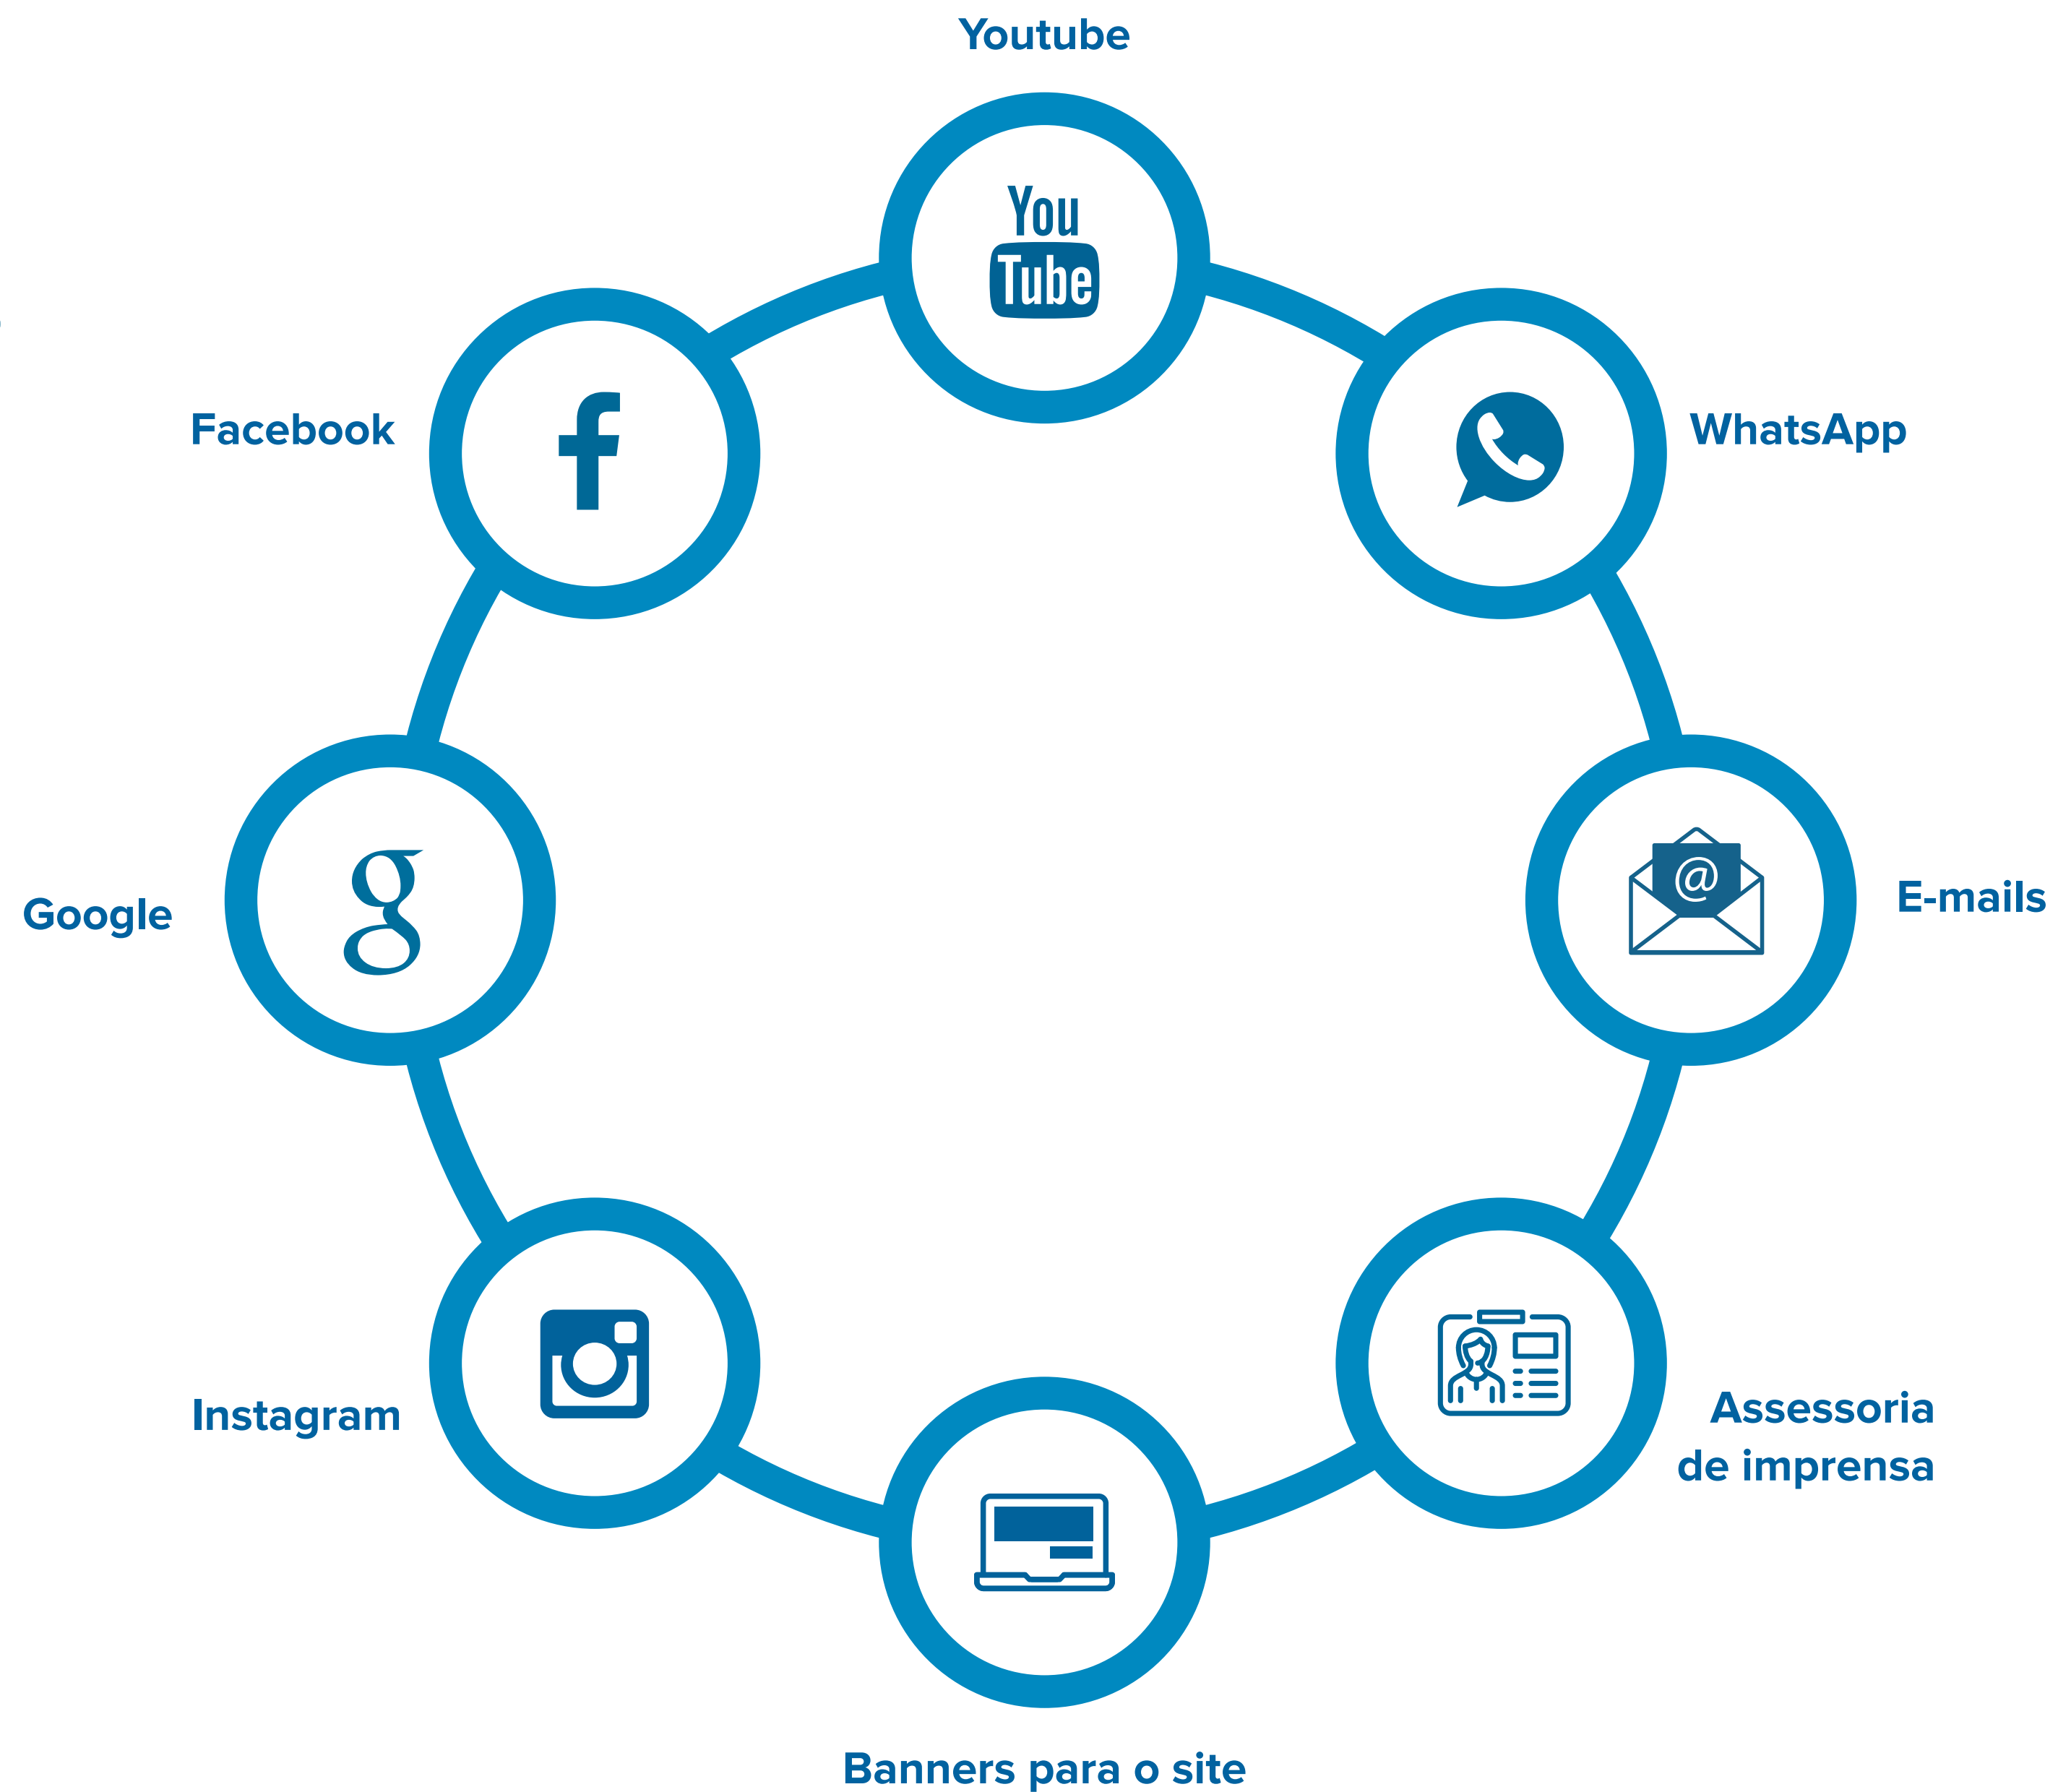 Youtube
You
Tube
Facebook
WhatsApp
Google
g
@
E-mails
Instagram
Assessoria
de imprensa
Banners para o site